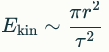 E_kin ∼ πr² / τ²